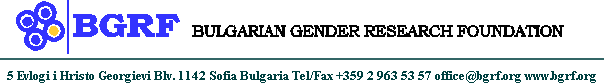 BGRF BULGARIAN GENDER RESEARCH FOUNDATION
5 Evlogi i Hristo Georgievi Blv. 1142 Sofia Bulgaria Tel/Fax +359 2 963 53 57 office@bgrf.org www.bgrf.org